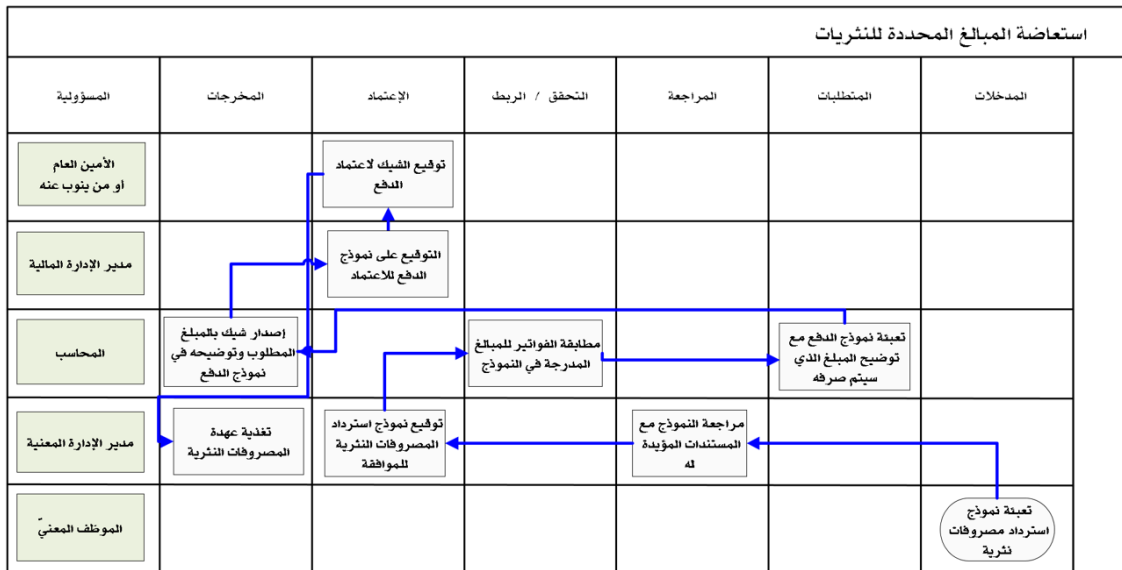 استعاضة المبالغ المحددة للنثريات
المدخلات
المتطلبات
المراجعة
التحقق / الربط
الإعتماد
المخرجات
المسؤولية
توقيع الشيك لاعتماد
الدفع
الأمين العام
أو من ينوب عنه
التوقيع على نموذج
الدفع للاعتماد
مدير الإدارة المالية
تعبئة نموذج الدفع مع
توضيح المبلغ الذي
سيتم صرفه
مطابقة الفواتير للمبالغ
المدرجة في النموذج
إصدار شيك بالمبلغ
المطلوب وتوضيحه في
نموذج الدفع
المحاسب
مراجعة النموذج مع
المستندات المؤيدة
له
توقيع نموذج استرداد
المصروفات النثرية
للموافقة
تغذية عهدة
المصروفات النثرية
مدير الإدارة المعنية
تعبئة نموذج
استرداد مصروفات
نثرية
الموظف المعنيّ